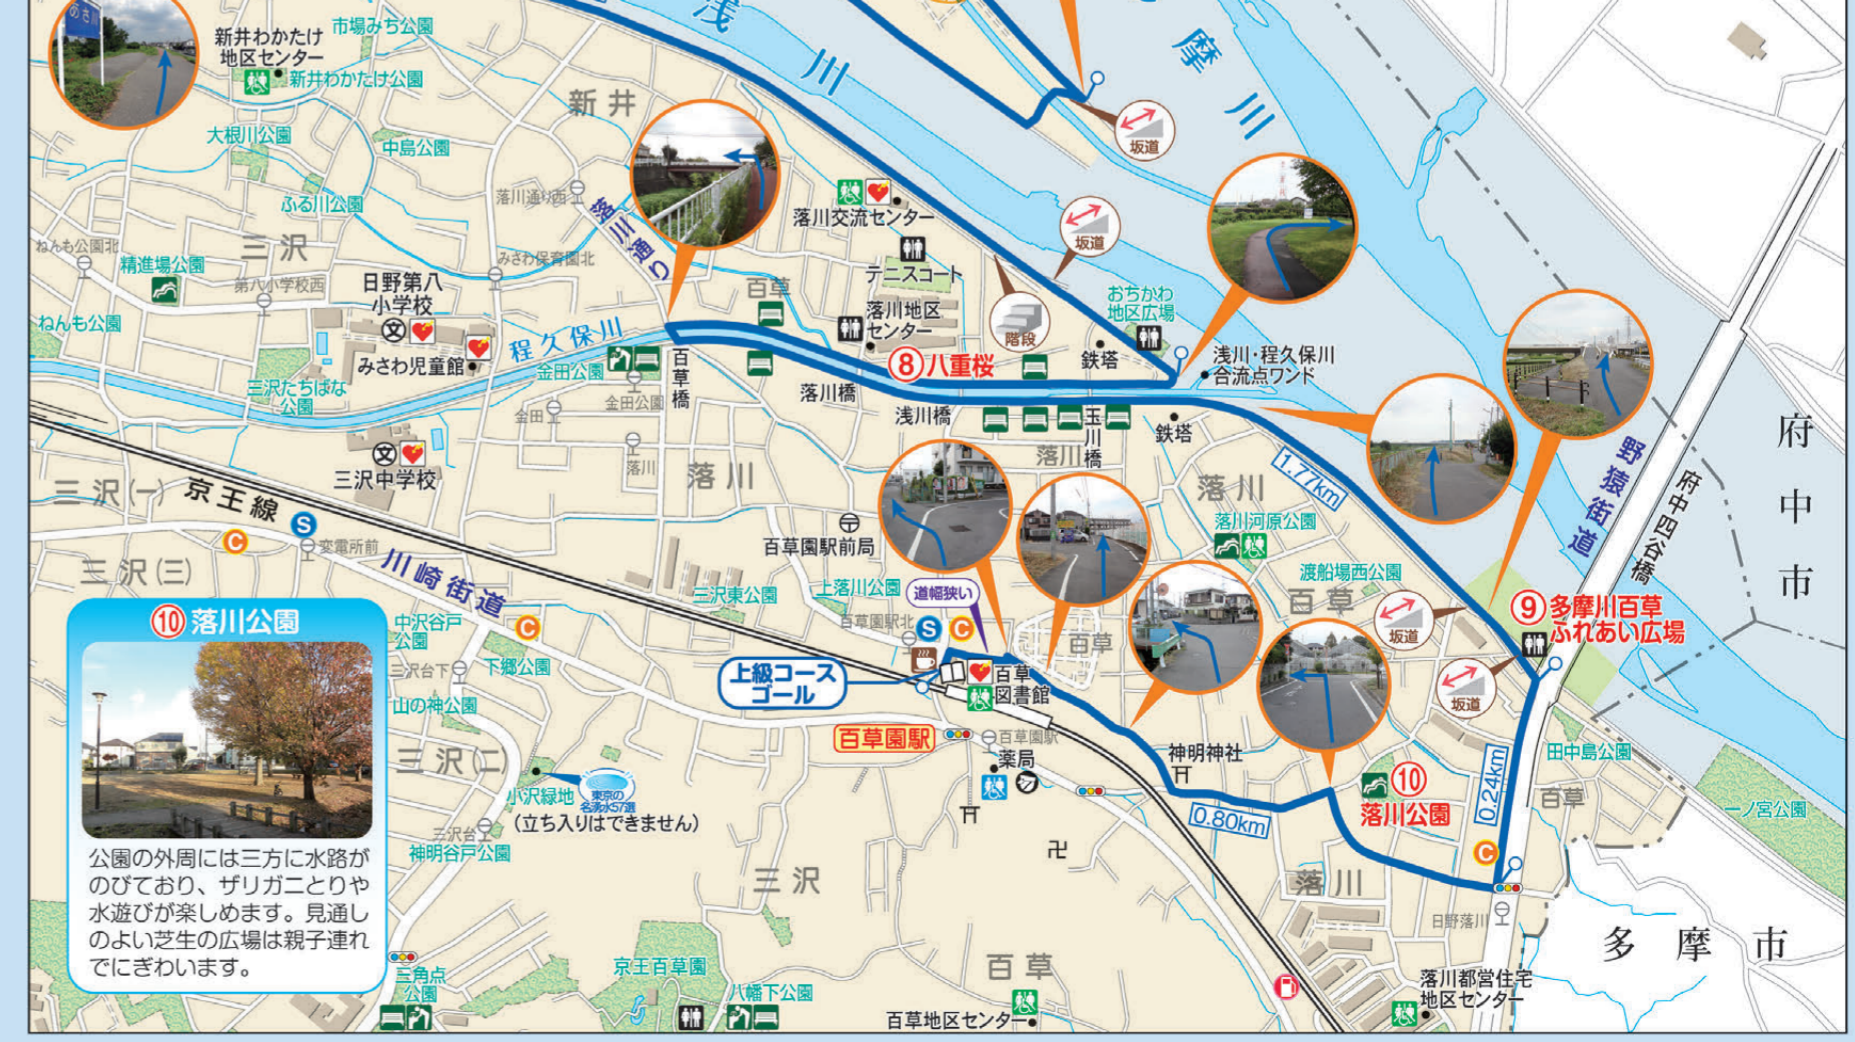 あさ川
新井わかたけ
地区センター
市場みち公園
新井わかたけ公園
浅
川
摩
川
坂道
新井
大根川公園
中島公園
ふる川公園
落川通り西
落川通り
落川交流センター
坂道
ねんも公園北
三沢
みさわ保育園北
精進場公園
第八小学校西
日野第八
小学校
文
テニスコート
百草
落川地区
センター
おちかわ
地区広場
階段
ねんも公園
みさわ児童館
程久保川
金田公園
百草橋
⑧八重桜
鉄塔
浅川・程久保川
合流点ワンド
三沢たちばな
公園
金田
金田公園
落川橋
浅川橋
玉川橋
鉄塔
府中市
文
三沢中学校
落川
落川
落川
落川
1.77km
野猿街道
府中四谷橋
三沢(一)
京王線
S
C
変電所前
百草園駅前局
落川河原公園
三沢(三)
川崎街道
渡船場西公園
百草
坂道
⑨多摩川百草
ふれあい広場
三沢東公園
上落川公園
道幅狭い
百草園駅北
S
C
百草
⑩落川公園
中沢谷戸
公園
C
三沢台下
下郷公園
上級コース
ゴール
百草
図書館
坂道
山の神公園
三沢(二)
百草園駅
百草園駅
薬局
神明神社
田中島公園
⑩
落川公園
0.24km
百草
一ノ宮公園
小沢緑地
(立ち入りはできません)
東京の
名湧水57選
0.80km
三沢台
神明谷戸公園
C
公園の外周には三方に水路が
のびており、ザリガニとりや
水遊びが楽しめます。見通し
のよい芝生の広場は親子連れ
でにぎわいます。
三沢
落川
日野落川
多摩市
三角点
公園
京王百草園
八幡下公園
百草
百草地区センター
落川都営住宅
地区センター